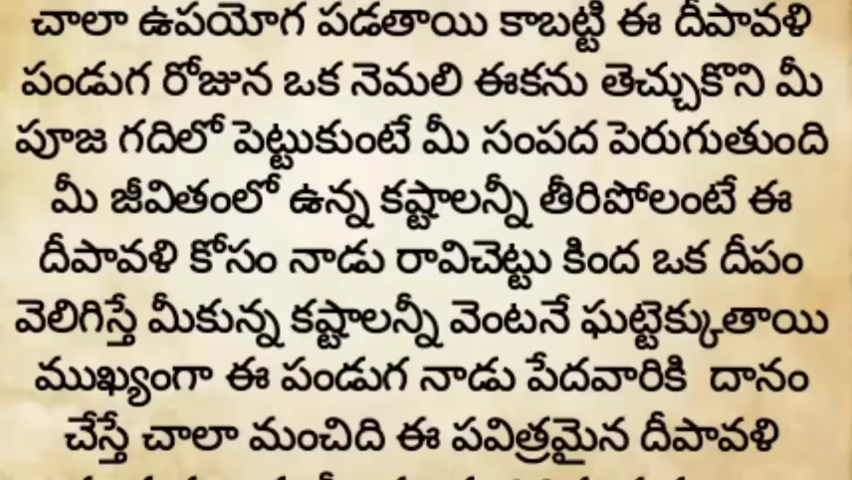 చాలా ఉపయోగ పడతాయి కాబట్టి ఈ దీపావళి
పండుగ రోజున ఒక నెమలి ఈకను తెచ్చుకొని మీ
పూజ గదిలో పెట్టుకుంటే మీ సంపద పెరుగుతుంది
మీ జీవితంలో ఉన్న కష్టాలన్నీ తీరిపోలంటే ఈ
దీపావళి కోసం నాడు రావిచెట్టు కింద ఒక దీపం
వెలిగిస్తే మీకున్న కష్టాలన్నీ వెంటనే ఘట్టెక్కుతాయి
ముఖ్యంగా ఈ పండుగ నాడు పేదవారికి దానం
చేస్తే చాలా మంచిది ఈ పవిత్రమైన దీపావళి